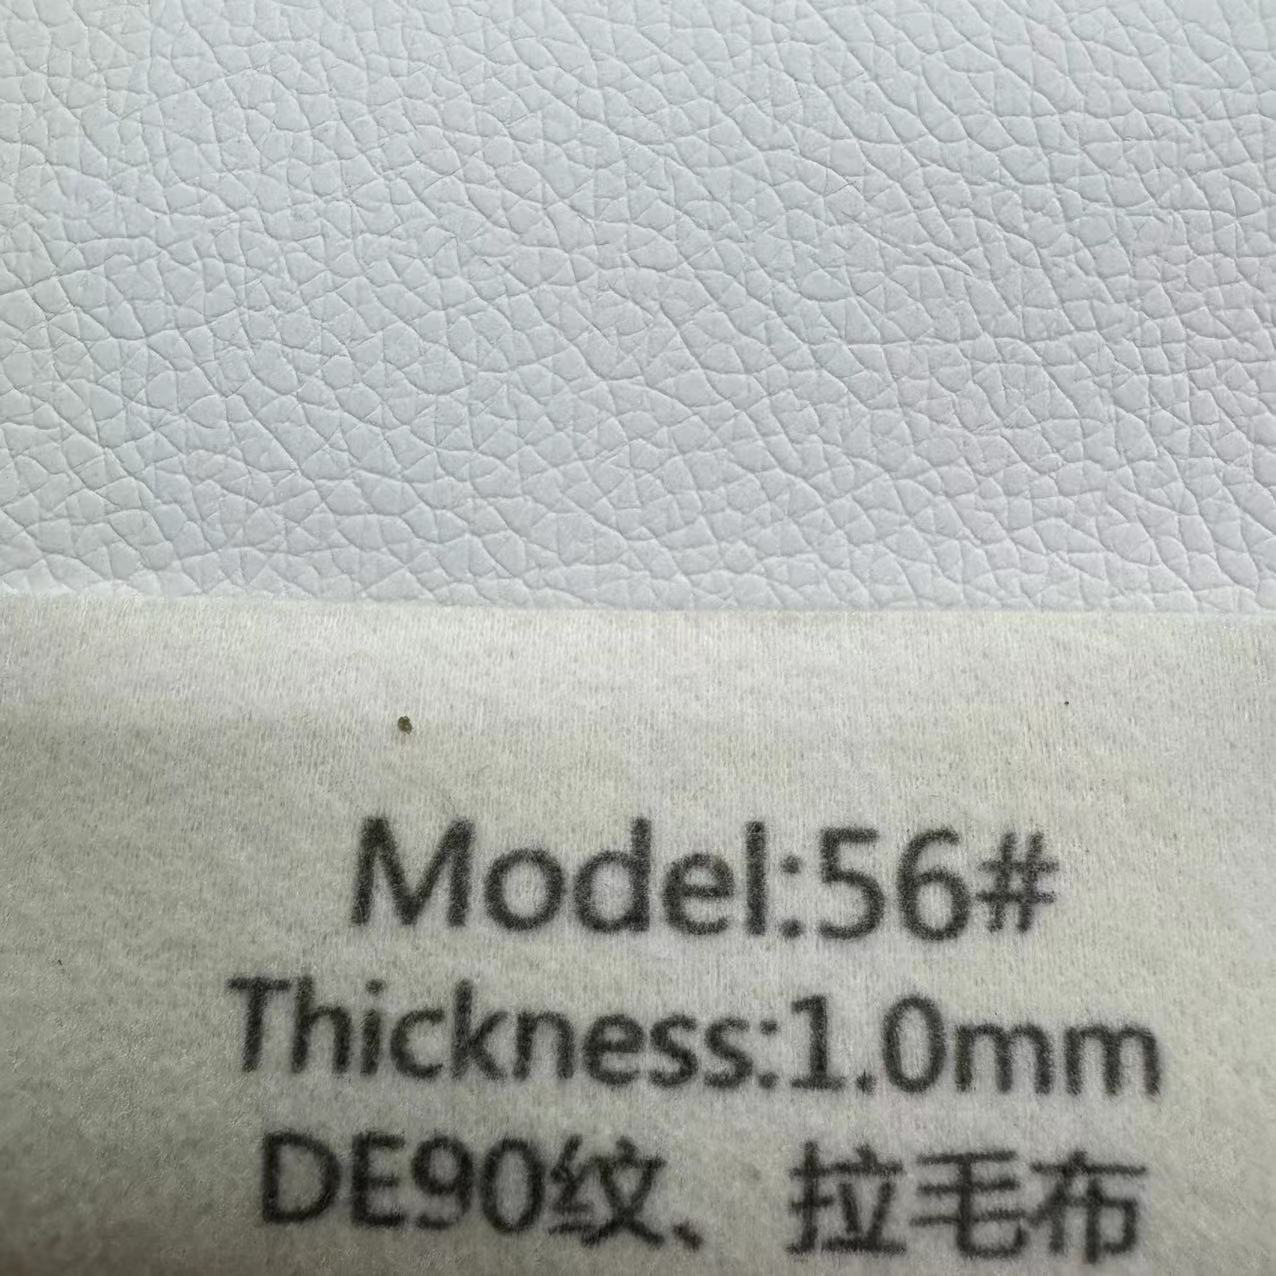 Model:56#
Thickness:1.0mm
DE90纹、拉毛布